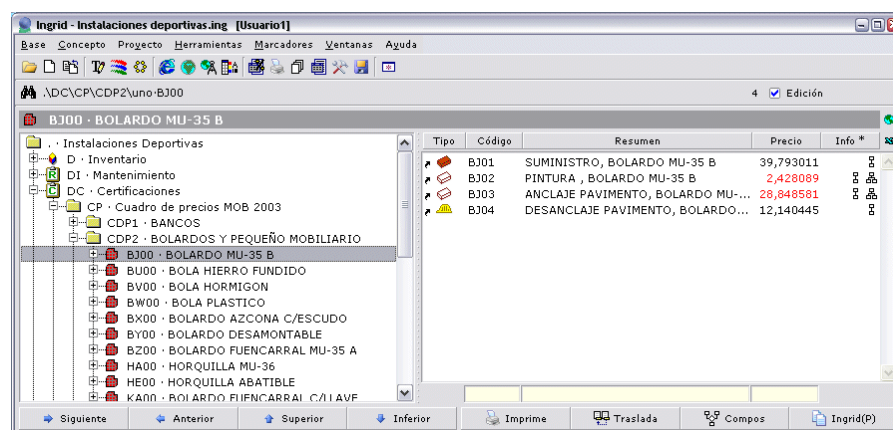 Ingrid - Instalaciones deportivas.ing [Usuario1]
Base Concepto Proyecto Herramientas Marcadores Ventanas Ayuda
.\DC\CP\CDP2\uno·BJ00 4 Edición
BJ00 · BOLARDO MU-35 B
. · Instalaciones Deportivas
D · Inventario
DI · Mantenimiento
DC · Certificaciones
CP · Cuadro de precios MOB 2003
CDP1 · BANCOS
CDP2 · BOLARDOS Y PEQUEÑO MOBILIARIO
BJ00 · BOLARDO MU-35 B
BU00 · BOLA HIERRO FUNDIDO
BV00 · BOLA HORMIGON
BW00 · BOLA PLASTICO
BX00 · BOLARDO AZCONA C/ESCUDO
BY00 · BOLARDO DESAMONTABLE
BZ00 · BOLARDO FUENCARRAL MU-35 A
HA00 · HORQUILLA MU-36
HE00 · HORQUILLA ABATIBLE
KA00 · BOLARDO FUENCARRAL C/LLAVE
Tipo Código Resumen Precio Info *
BJ01 SUMINISTRO, BOLARDO MU-35 B 39,793011
BJ02 PINTURA , BOLARDO MU-35 B 2,428089
BJ03 ANCLAJE PAVIMENTO, BOLARDO MU-... 28,848581
BJ04 DESANCLAJE PAVIMENTO, BOLARDO... 12,140445
Siguiente Anterior Superior Inferior Imprime Traslada Compos Ingrid(P)